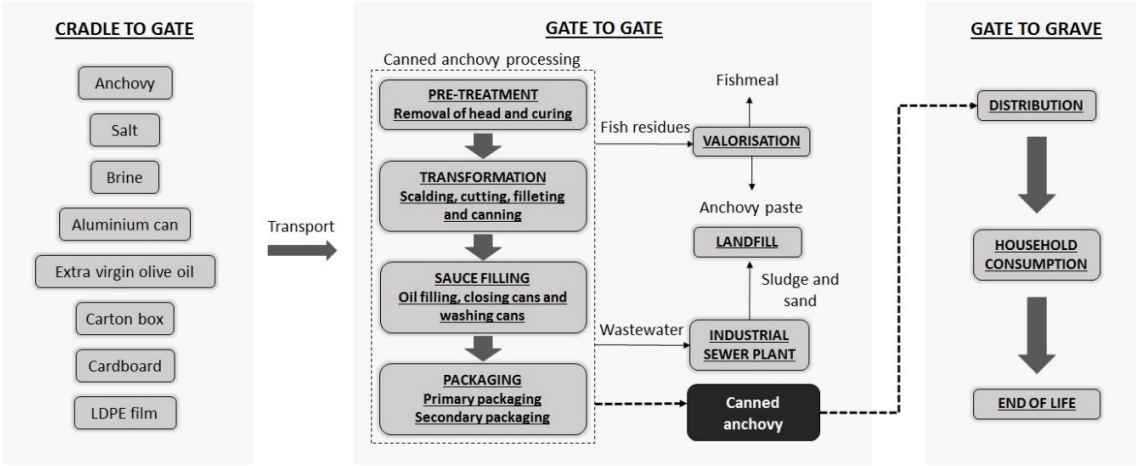 CRADLE TO GATE
Anchovy
Salt
Brine
Aluminium can
Extra virgin olive oil
Carton box
Cardboard
LDPE film
Transport
GATE TO GATE
Canned anchovy processing
PRE-TREATMENT
Removal of head and curing
TRANSFORMATION
Scalding, cutting, filleting
and canning
SAUCE FILLING
Oil filling, closing cans and
washing cans
PACKAGING
Primary packaging
Secondary packaging
Fish residues
Fishmeal
VALORISATION
Anchovy paste
LANDFILL
Sludge and
sand
Wastewater
INDUSTRIAL
SEWER PLANT
Canned
anchovy
GATE TO GRAVE
DISTRIBUTION
HOUSEHOLD
CONSUMPTION
END OF LIFE